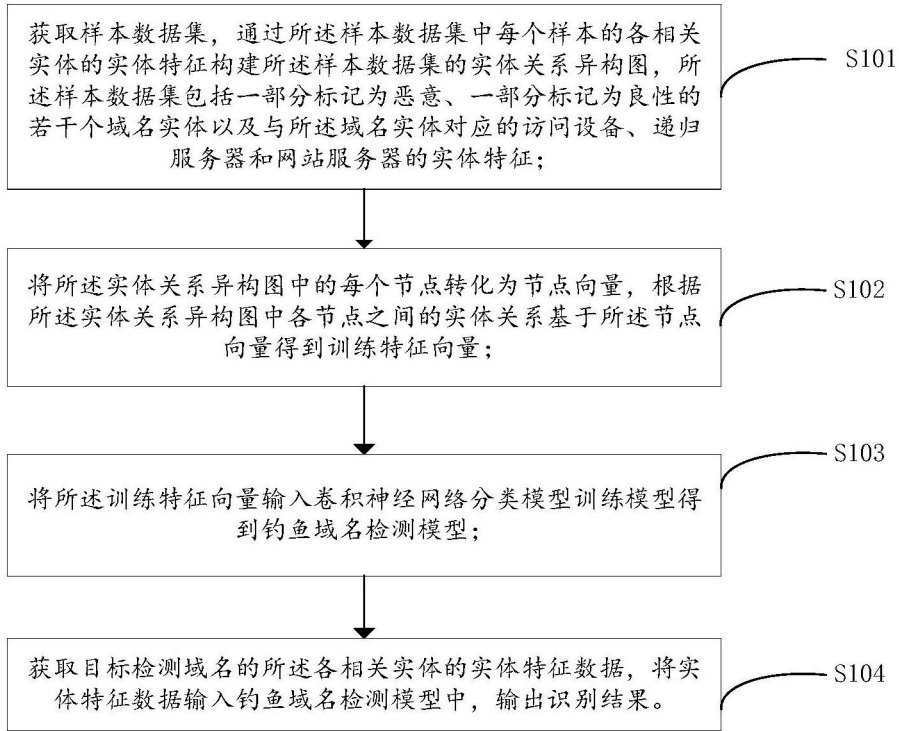 获取样本数据集，通过所述样本数据集中每个样本的各相关
实体的实体特征构建所述样本数据集的实体关系异构图，所
述样本数据集包括一部分标记为恶意、一部分标记为良性的
若干个域名实体以及与所述域名实体对应的访问设备、递归
服务器和网站服务器的实体特征；
S101
将所述实体关系异构图中的每个节点转化为节点向量，根据
所述实体关系异构图中各节点之间的实体关系基于所述节点
向量得到训练特征向量；
S102
将所述训练特征向量输入卷积神经网络分类模型训练模型得
到钓鱼域名检测模型；
S103
获取目标检测域名的所述各相关实体的实体特征数据，将实
体特征数据输入钓鱼域名检测模型中，输出识别结果。
S104